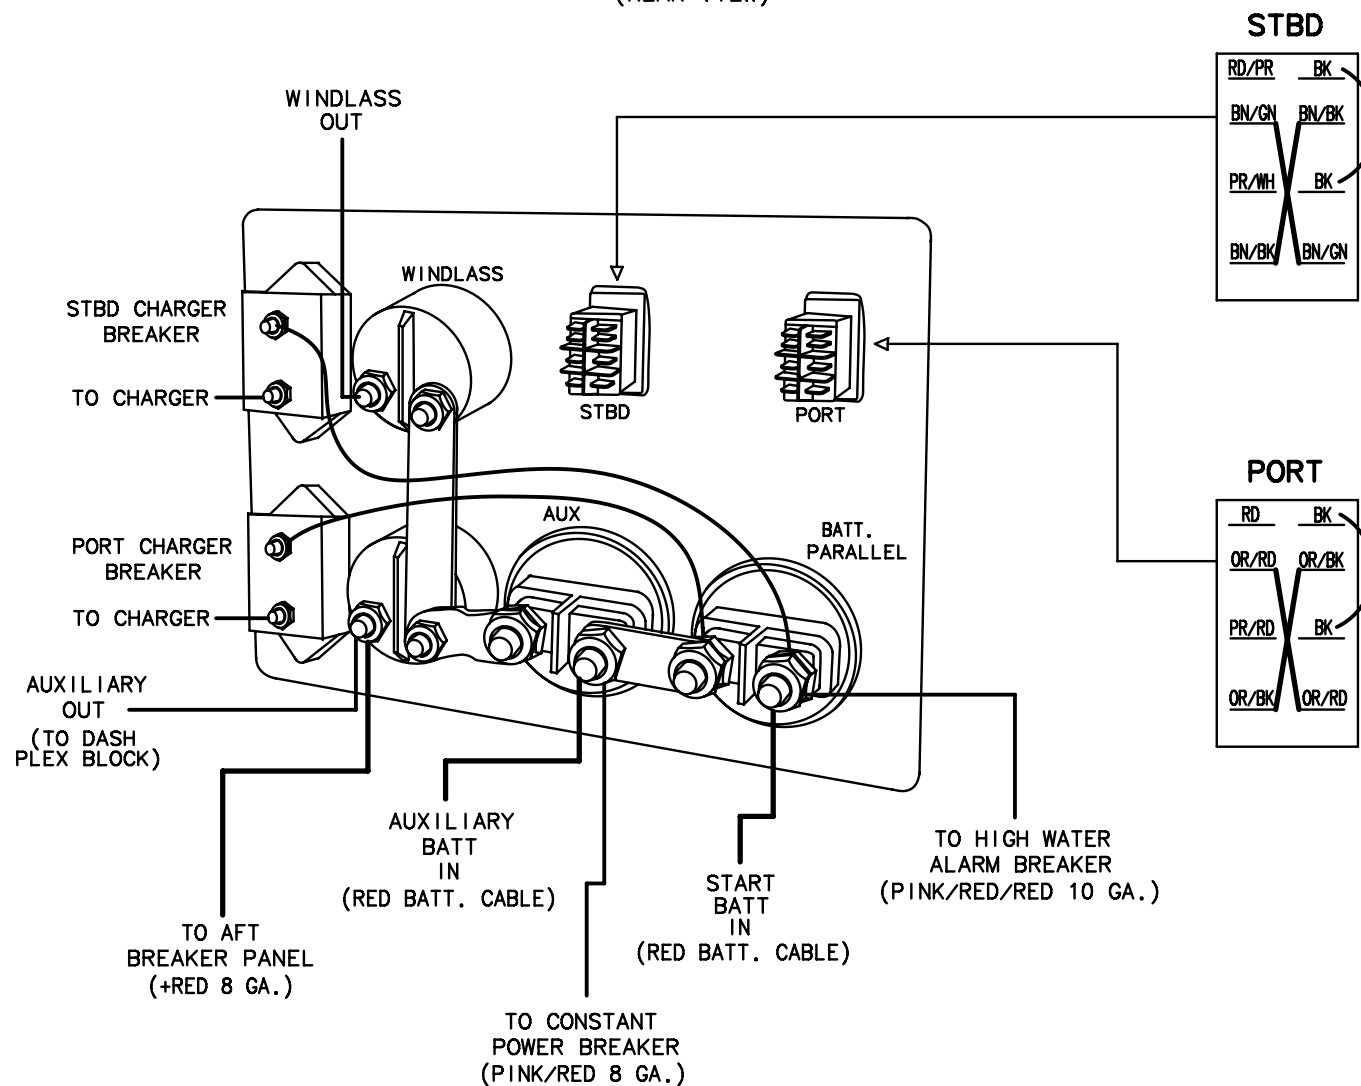 (REAR VIEW)
STBD
RD/PR BK
BN/GN BN/BK
PR/WH BK
BN/BK BN/GN
WINDLASS
OUT
WINDLASS
STBD CHARGER
BREAKER
TO CHARGER
STBD
PORT
PORT
RD BK
OR/RD OR/BK
PR/RD BK
OR/BK OR/RD
AUX
BATT.
PARALLEL
PORT CHARGER
BREAKER
TO CHARGER
AUXILIARY
OUT
(TO DASH
PLEX BLOCK)
AUXILIARY
BATT
IN
(RED BATT. CABLE)
START
BATT
IN
(RED BATT. CABLE)
TO HIGH WATER
ALARM BREAKER
(PINK/RED/RED 10 GA.)
TO AFT
BREAKER PANEL
(+RED 8 GA.)
TO CONSTANT
POWER BREAKER
(PINK/RED 8 GA.)